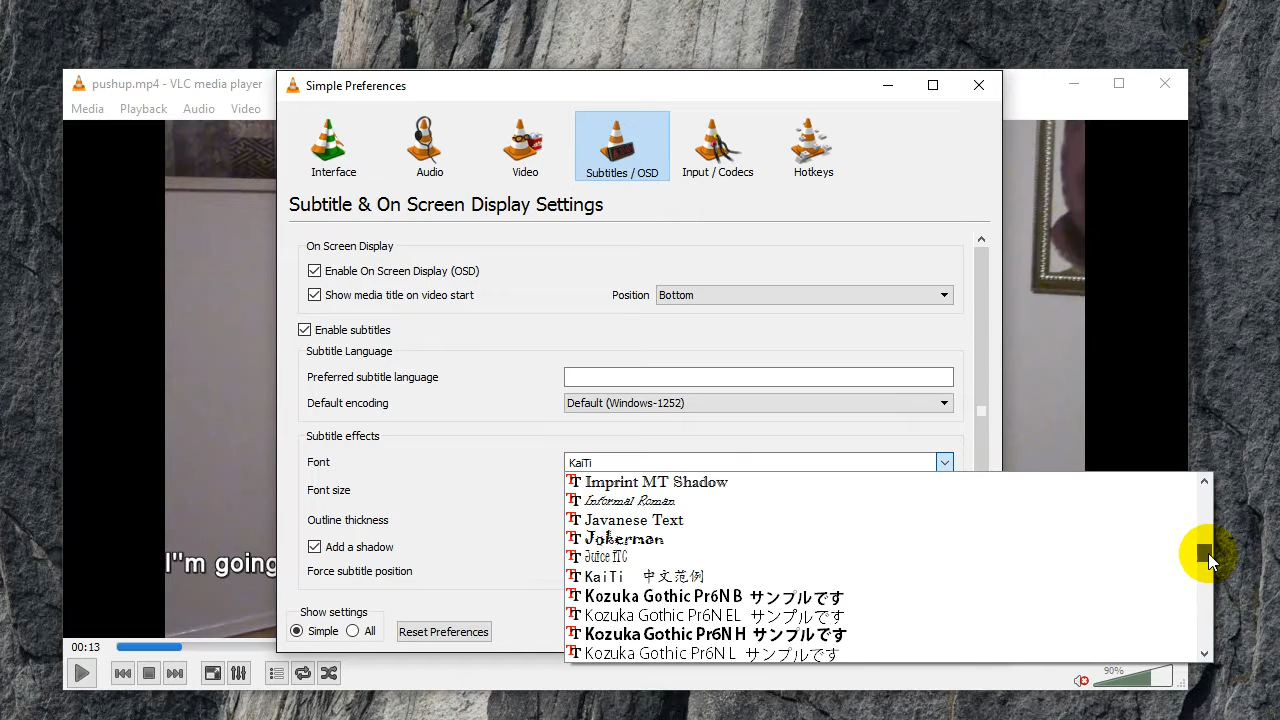 pushup.mp4 - VLC media player
Simple Preferences
Media Playback Audio Video
Interface
Audio
Video
Subtitles / OSD
Input / Codecs
Hotkeys
Subtitle & On Screen Display Settings
On Screen Display
Enable On Screen Display (OSD)
Show media title on video start
Position Bottom
Enable subtitles
Subtitle Language
Preferred subtitle language
Default encoding Default (Windows-1252)
Subtitle effects
Font KaiTi
Font size
Outline thickness
Add a shadow
Force subtitle position
Imprint MT Shadow
Informal Roman
Javanese Text
Jokerman
Juice ITC
KaiTi 中文范例
Kozuka Gothic Pr6N B サンプルです
Kozuka Gothic Pr6N EL サンプルです
Kozuka Gothic Pr6N H サンプルです
Kozuka Gothic Pr6N L サンプルです
I"m going
Show settings
Simple All Reset Preferences
00:13
90%